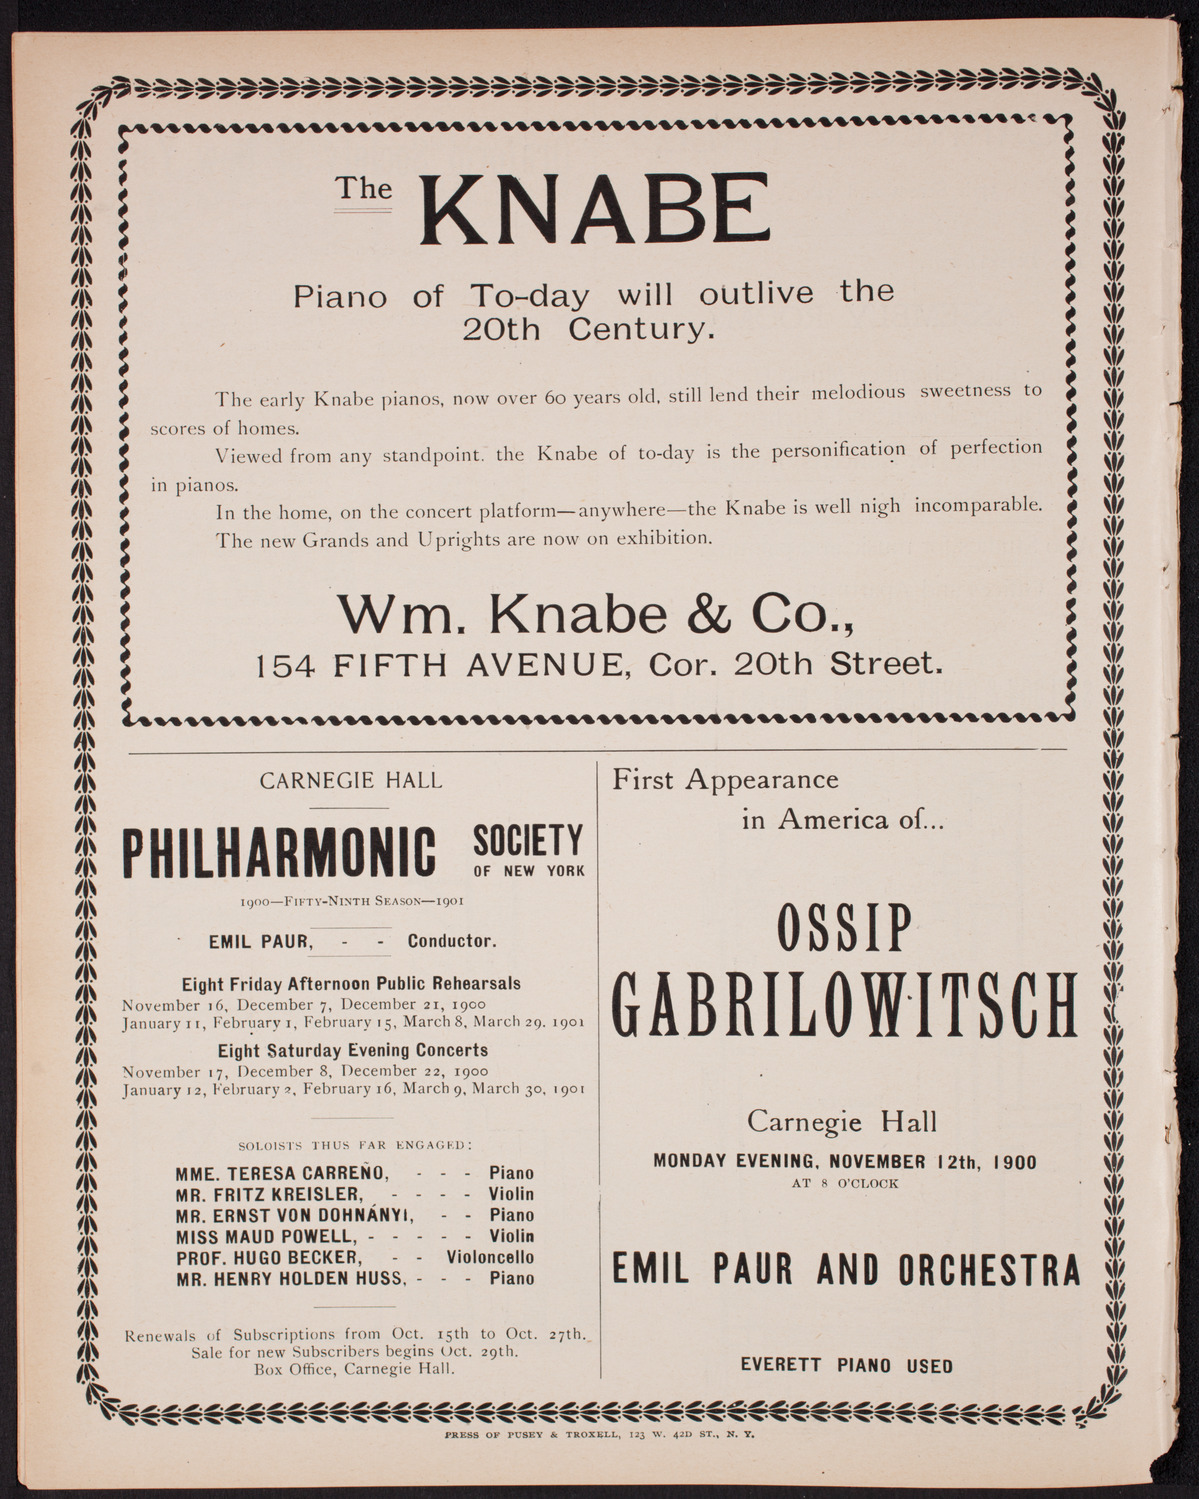 The KNABE
Piano of To-day will outlive the
20th Century.
The early Knabe pianos, now over 60 years old, still lend their melodious sweetness to
scores of homes.
Viewed from any standpoint. the Knabe of to-day is the personification of perfection
in pianos.
In the home, on the concert platform—anywhere—the Knabe is well nigh incomparable.
The new Grands and Uprights are now on exhibition.
Wm. Knabe & Co.,
154 FIFTH AVENUE, Cor. 20th Street.
CARNEGIE HALL
PHILHARMONIC SOCIETY
OF NEW YORK
1900—FIFTY-NINTH SEASON—1901
EMIL PAUR, - - Conductor.
Eight Friday Afternoon Public Rehearsals
November 16, December 7, December 21, 1900
January 11, February 1, February 15, March 8, March 29. 1901
Eight Saturday Evening Concerts
November 17, December 8, December 22, 1900
January 12, February 2, February 16, March 9, March 30, 1901
SOLOISTS THUS FAR ENGAGED:
MME. TERESA CARREÑO, - - - Piano
MR. FRITZ KREISLER, - - - - Violin
MR. ERNST VON DOHNÁNYI, - - Piano
MISS MAUD POWELL, - - - - - Violin
PROF. HUGO BECKER, - - Violoncello
MR. HENRY HOLDEN HUSS, - - - Piano
Renewals of Subscriptions from Oct. 15th to Oct. 27th.
Sale for new Subscribers begins Oct. 29th.
Box Office, Carnegie Hall.
First Appearance
in America of...
OSSIP
GABRILOWITSCH
Carnegie Hall
MONDAY EVENING, NOVEMBER 12th, 1900
AT 8 O'CLOCK
EMIL PAUR AND ORCHESTRA
EVERETT PIANO USED
PRESS OF PUSEY & TROXELL, 123 W. 42D ST., N. Y.